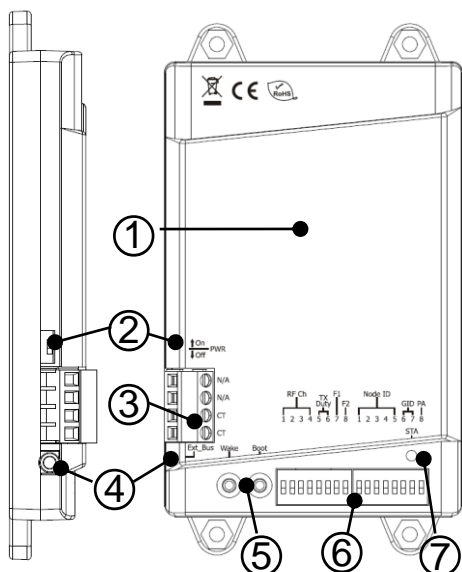 CE RoHS
1
2
↑On
PWR
↓Off
N/A
N/A
3
CT
CT
RF Ch
TX Duty
F1
F2
Node ID
GID
PA
1 2 3 4 5 6 7 8
1 2 3 4 5 6 7 8
STA
Ext_Bus Wake Boot
4
5
6
7